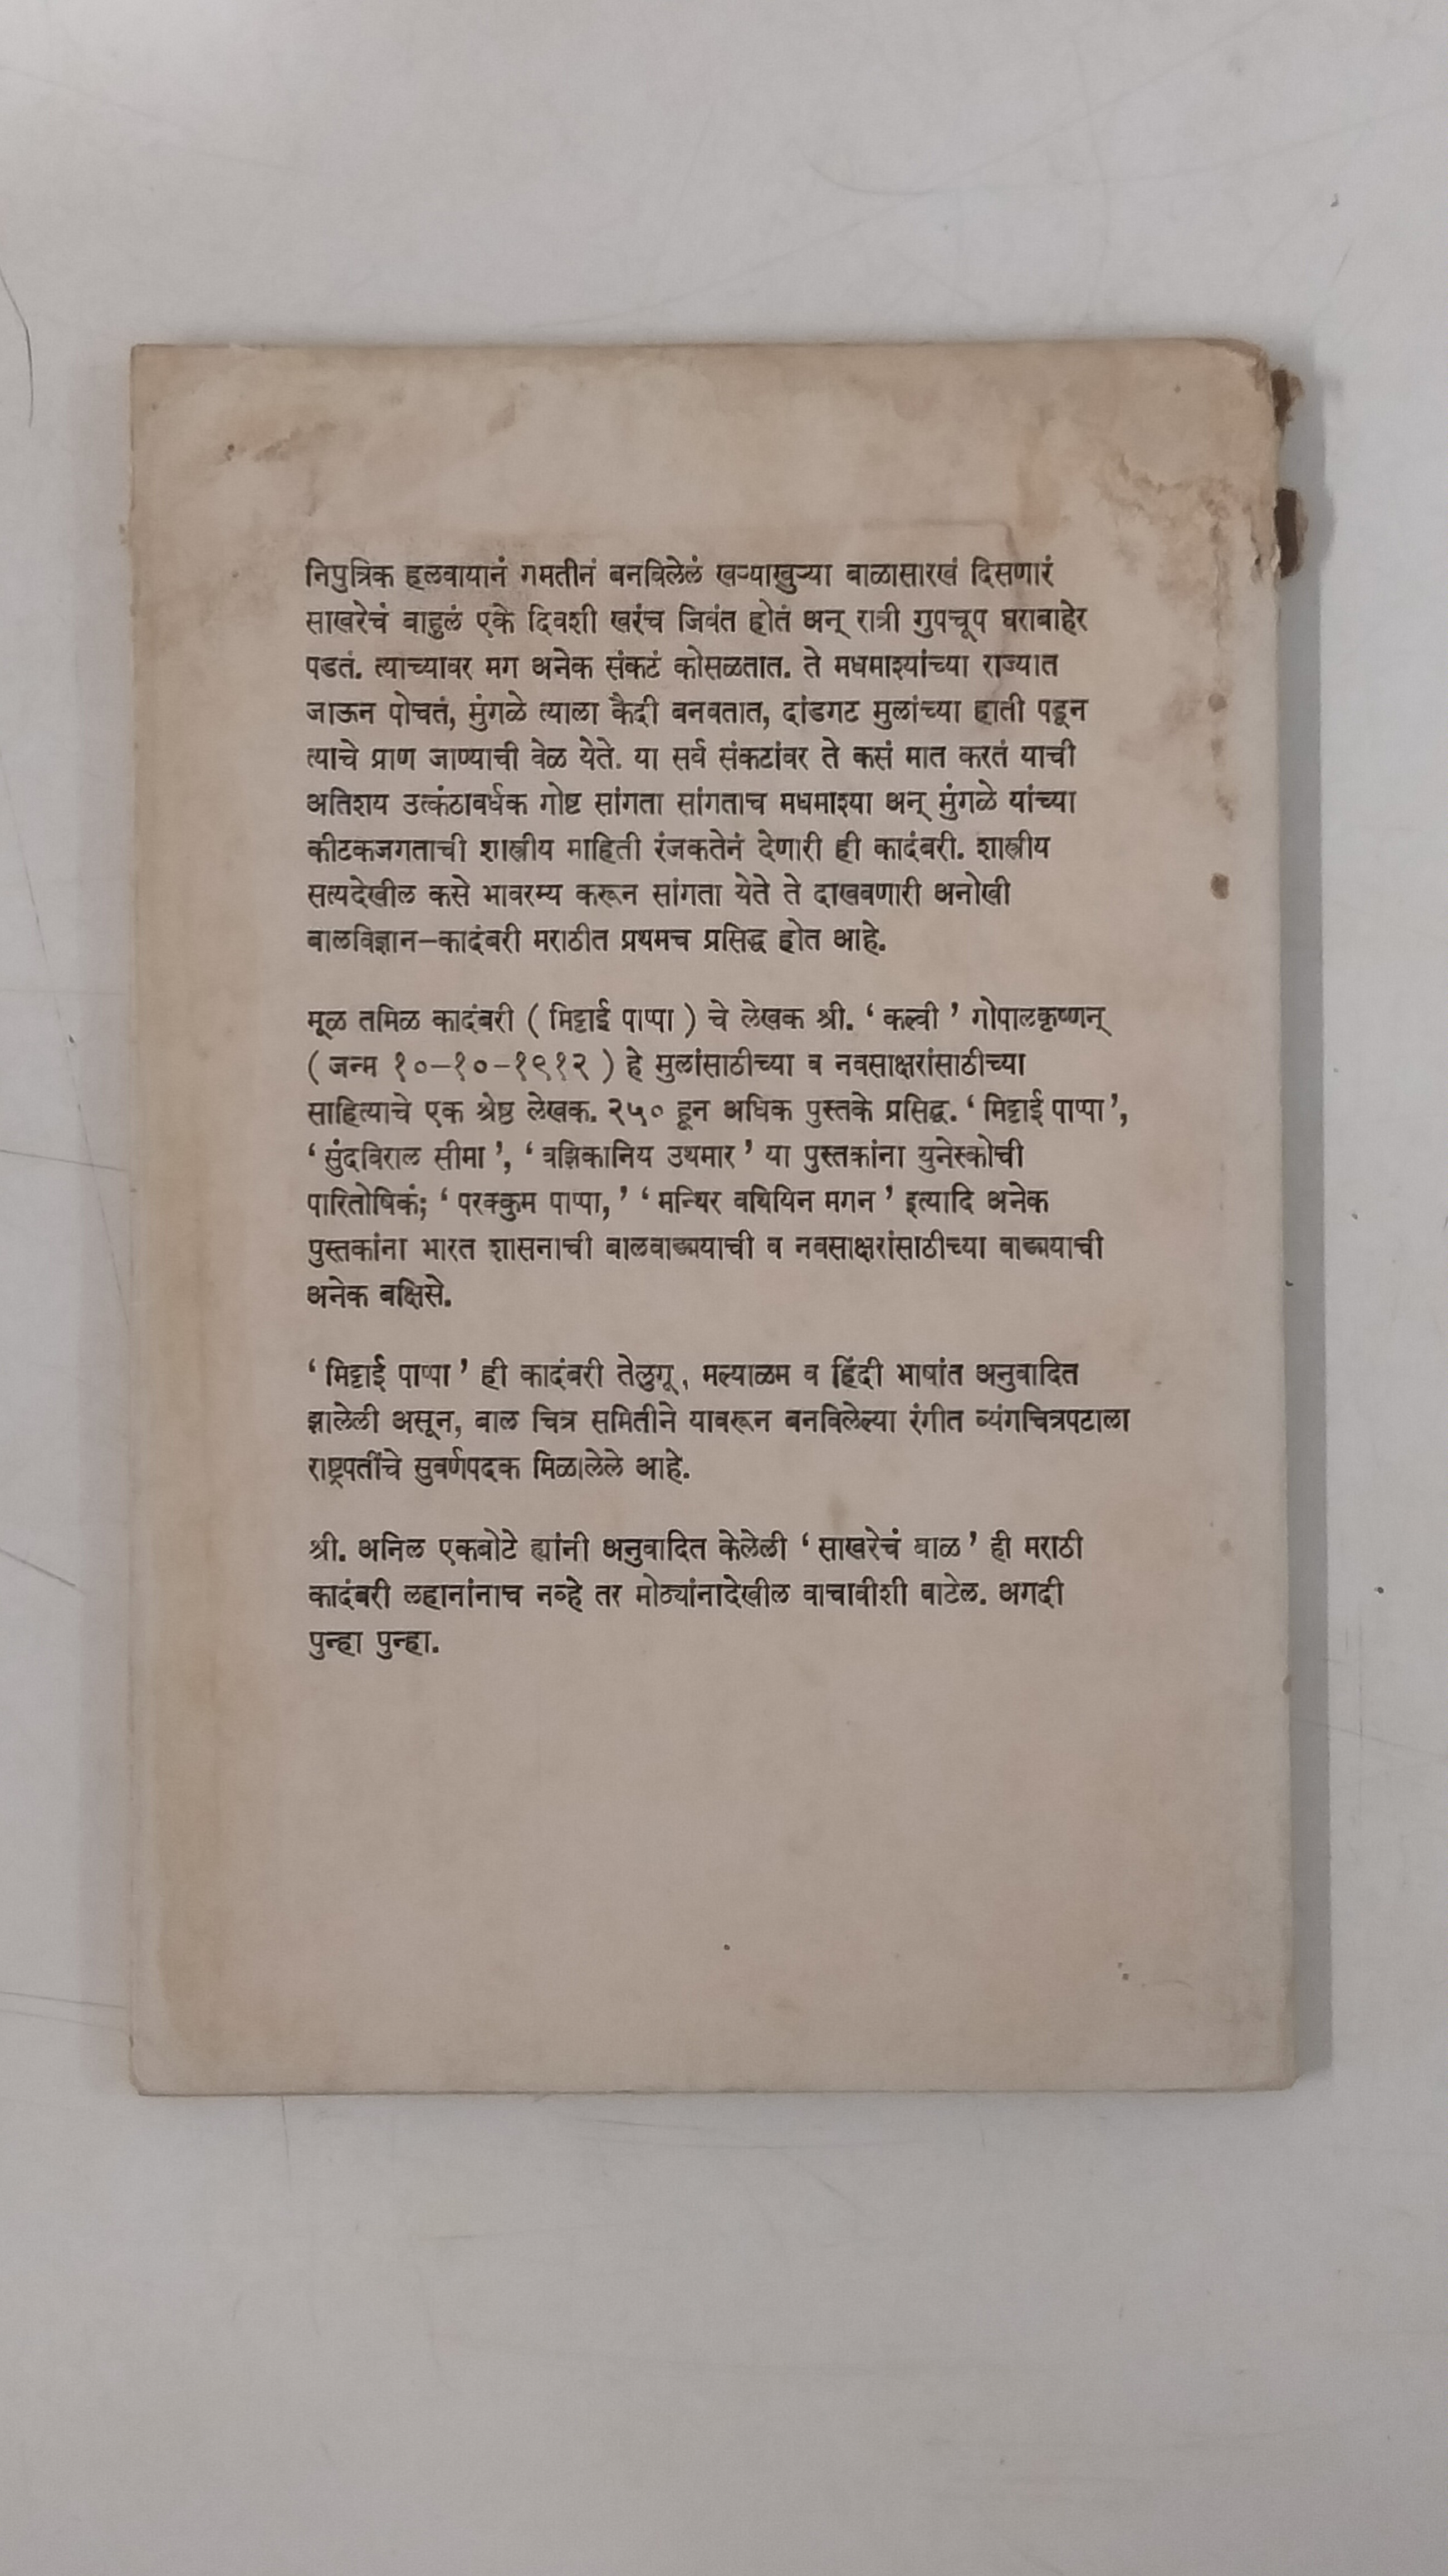 निपुत्रिक हलवायानं गमतीनं बनविलेलं खऱ्याखुऱ्या बाळासारखं दिसणारं
साखरेचं बाहुलं एके दिवशी खरंच जिवंत होतं अन् रात्री गुपचूप घराबाहेर
पडतं. त्याच्यावर मग अनेक संकटं कोसळतात. ते मधमाश्यांच्या राज्यात
जाऊन पोचतं, मुंगळे त्याला कैदी बनवतात, दांडगट मुलांच्या हाती पडून
त्याचे प्राण जाण्याची वेळ येते. या सर्व संकटांवर ते कसं मात करतं याची
अतिशय उत्कंठावर्धक गोष्ट सांगता सांगताच मधमाश्या अन् मुंगळे यांच्या
कीटकजगताची शास्त्रीय माहिती रंजकतेनं देणारी ही कादंबरी. शास्त्रीय
सत्यदेखील कसे भावरम्य करून सांगता येते ते दाखवणारी अनोखी
बालविज्ञान–कादंबरी मराठीत प्रथमच प्रसिद्ध होत आहे.
मूळ तमिळ कादंबरी ( मिट्टाई पाप्पा ) चे लेखक श्री. ‘ कल्वी ’ गोपालकृष्णन्
( जन्म १०–१०–१९१२ ) हे मुलांसाठीच्या व नवसाक्षरांसाठीच्या
साहित्याचे एक श्रेष्ठ लेखक. २५० हून अधिक पुस्तके प्रसिद्ध. ‘ मिट्टाई पाप्पा ’,
‘ सुंदविराल सीमा ’, ‘ वझिकानिय उथमार ’ या पुस्तकांना युनेस्कोची
पारितोषिकं; ‘ परक्कुम पाप्पा, ’ ‘ मन्थिर वथियिन मगन ’ इत्यादि अनेक
पुस्तकांना भारत शासनाची बालवाङ्मयाची व नवसाक्षरांसाठीच्या वाङ्मयाची
अनेक बक्षिसे.
‘ मिट्टाई पाप्पा ’ ही कादंबरी तेलुगू, मल्याळम व हिंदी भाषांत अनुवादित
झालेली असून, बाल चित्र समितीने यावरून बनविलेल्या रंगीत व्यंगचित्रपटाला
राष्ट्रपतींचे सुवर्णपदक मिळालेले आहे.
श्री. अनिल एकबोटे ह्यांनी अनुवादित केलेली ‘ साखरेचं बाळ ’ ही मराठी
कादंबरी लहानांनाच नव्हे तर मोठ्यांनादेखील वाचावीशी वाटेल. अगदी
पुन्हा पुन्हा.